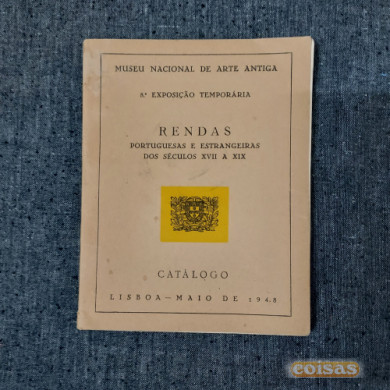 MUSEU NACIONAL DE ARTE ANTIGA
8.ª EXPOSIÇÃO TEMPORÁRIA
RENDAS
PORTUGUESAS E ESTRANGEIRAS
DOS SÉCULOS XVII A XIX
CATÁLOGO
LISBOA — MAIO DE 1948
coisas